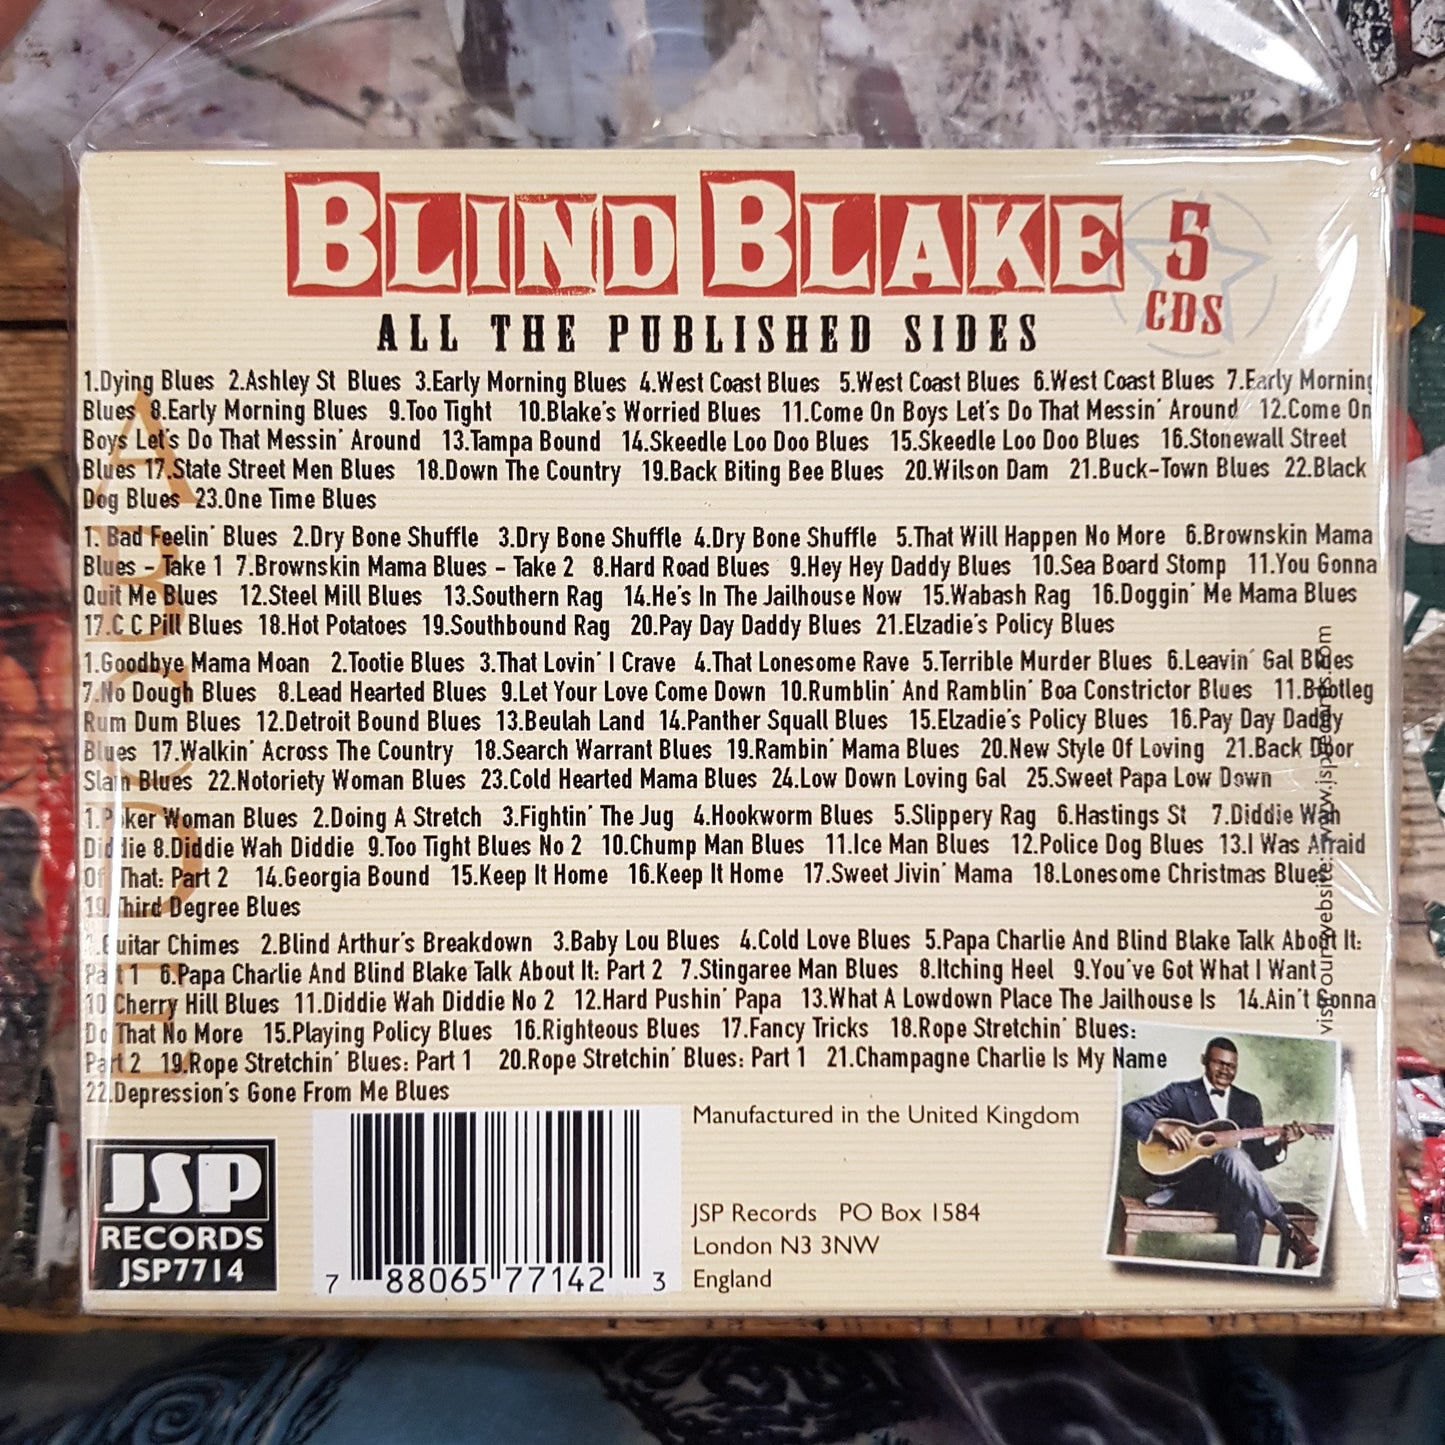 BLIND BLAKE
5
CDS
ALL THE PUBLISHED SIDES
1.Dying Blues 2.Ashley St Blues 3.Early Morning Blues 4.West Coast Blues 5.West Coast Blues 6.West Coast Blues 7.Early Morning
Blues 8.Early Morning Blues 9.Too Tight 10.Blake's Worried Blues 11.Come On Boys Let's Do That Messin' Around 12.Come On
Boys Let's Do That Messin' Around 13.Tampa Bound 14.Skeedle Loo Doo Blues 15.Skeedle Loo Doo Blues 16.Stonewall Street
Blues 17.State Street Men Blues 18.Down The Country 19.Back Biting Bee Blues 20.Wilson Dam 21.Buck-Town Blues 22.Black
Dog Blues 23.One Time Blues
A
1. Bad Feelin' Blues 2.Dry Bone Shuffle 3.Dry Bone Shuffle 4.Dry Bone Shuffle 5.That Will Happen No More 6.Brownskin Mama
Blues - Take 1 7.Brownskin Mama Blues - Take 2 8.Hard Road Blues 9.Hey Hey Daddy Blues 10.Sea Board Stomp 11.You Gonna
Quit Me Blues 12.Steel Mill Blues 13.Southern Rag 14.He's In The Jailhouse Now 15.Wabash Rag 16.Doggin' Me Mama Blues
17.C C Pill Blues 18.Hot Potatoes 19.Southbound Rag 20.Pay Day Daddy Blues 21.Elzadie's Policy Blues
B
1.Goodbye Mama Moan 2.Tootie Blues 3.That Lovin' I Crave 4.That Lonesome Rave 5.Terrible Murder Blues 6.Leavin' Gal Blues
7.No Dough Blues 8.Lead Hearted Blues 9.Let Your Love Come Down 10.Rumblin' And Ramblin' Boa Constrictor Blues 11.Bootleg
Rum Dum Blues 12.Detroit Bound Blues 13.Beulah Land 14.Panther Squall Blues 15.Elzadie's Policy Blues 16.Pay Day Daddy
Blues 17.Walkin' Across The Country 18.Search Warrant Blues 19.Rambin' Mama Blues 20.New Style Of Loving 21.Back Door
Slam Blues 22.Notoriety Woman Blues 23.Cold Hearted Mama Blues 24.Low Down Loving Gal 25.Sweet Papa Low Down
C
1.Poker Woman Blues 2.Doing A Stretch 3.Fightin' The Jug 4.Hookworm Blues 5.Slippery Rag 6.Hastings St 7.Diddie Wah
Diddie 8.Diddie Wah Diddie 9.Too Tight Blues No 2 10.Chump Man Blues 11.Ice Man Blues 12.Police Dog Blues 13.I Was Afraid
Of That: Part 2 14.Georgia Bound 15.Keep It Home 16.Keep It Home 17.Sweet Jivin' Mama 18.Lonesome Christmas Blues
19.Third Degree Blues
D
1.Guitar Chimes 2.Blind Arthur's Breakdown 3.Baby Lou Blues 4.Cold Love Blues 5.Papa Charlie And Blind Blake Talk About It:
Part 1 6.Papa Charlie And Blind Blake Talk About It: Part 2 7.Stingaree Man Blues 8.Itching Heel 9.You've Got What I Want
10 Cherry Hill Blues 11.Diddie Wah Diddie No 2 12.Hard Pushin' Papa 13.What A Lowdown Place The Jailhouse Is 14.Ain't Gonna
Do That No More 15.Playing Policy Blues 16.Righteous Blues 17.Fancy Tricks 18.Rope Stretchin' Blues:
Part 2 19.Rope Stretchin' Blues: Part 1 20.Rope Stretchin' Blues: Part 1 21.Champagne Charlie Is My Name
22.Depression's Gone From Me Blues
E
visit our website: www.jsprecords.com
JSP
RECORDS
JSP7714
7 88065 77142 3
Manufactured in the United Kingdom
JSP Records PO Box 1584
London N3 3NW
England